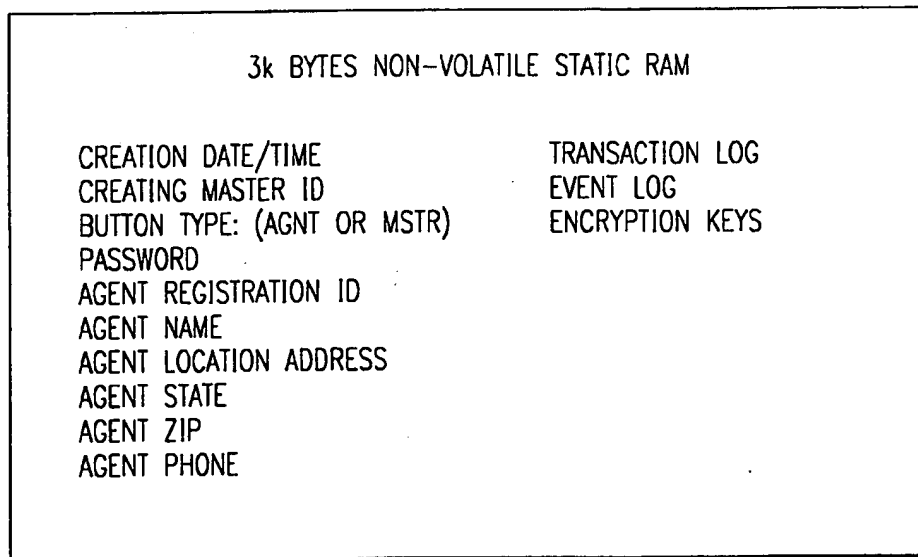 3k BYTES NON-VOLATILE STATIC RAM
CREATION DATE/TIME
CREATING MASTER ID
BUTTON TYPE: (AGNT OR MSTR)
PASSWORD
AGENT REGISTRATION ID
AGENT NAME
AGENT LOCATION ADDRESS
AGENT STATE
AGENT ZIP
AGENT PHONE
TRANSACTION LOG
EVENT LOG
ENCRYPTION KEYS